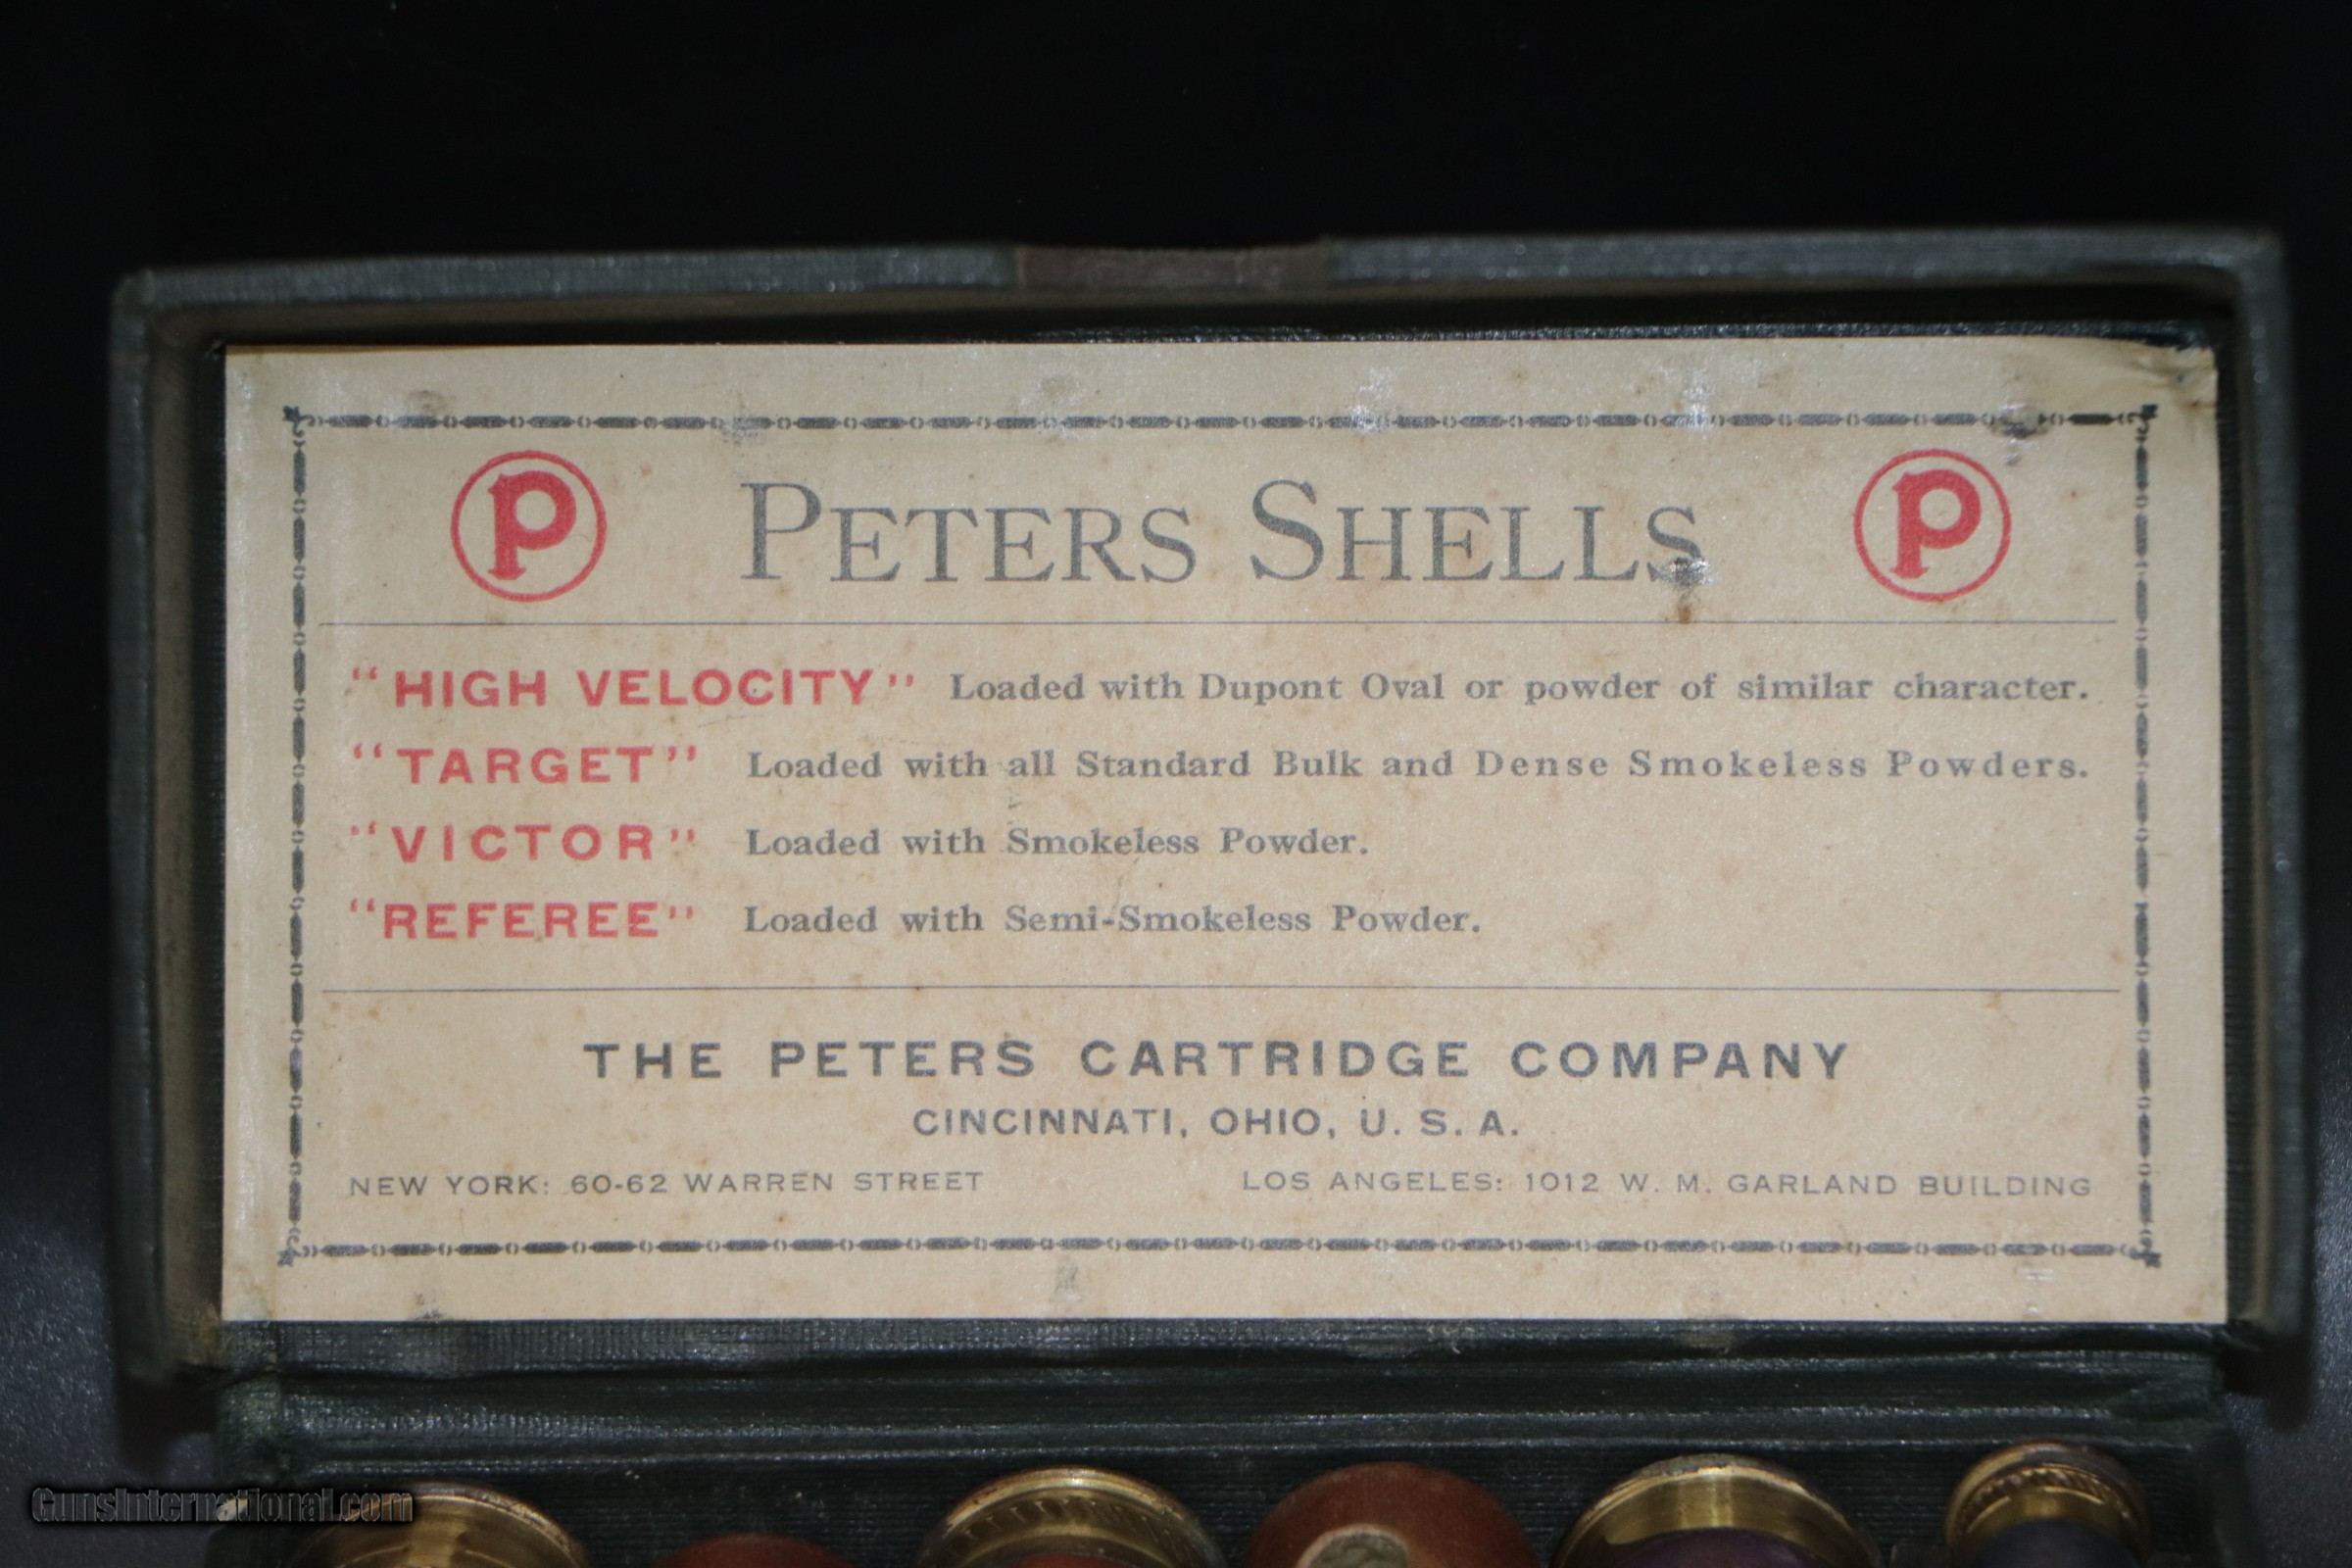 P PETERS SHELLS P
"HIGH VELOCITY" Loaded with Dupont Oval or powder of similar character.
"TARGET" Loaded with all Standard Bulk and Dense Smokeless Powders.
"VICTOR" Loaded with Smokeless Powder.
"REFEREE" Loaded with Semi-Smokeless Powder.
THE PETERS CARTRIDGE COMPANY
CINCINNATI, OHIO, U. S. A.
NEW YORK: 60-62 WARREN STREET LOS ANGELES: 1012 W. M. GARLAND BUILDING
GunsInternational.com